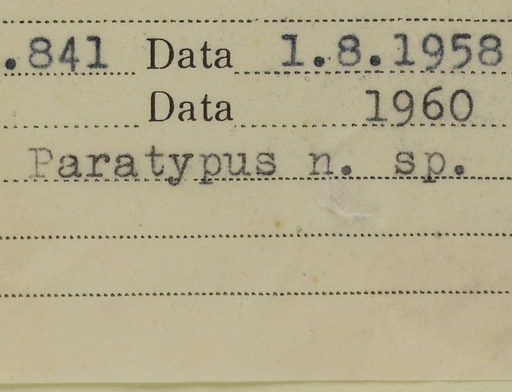 .841 Data 1.8.1958
Data 1960
Paratypus n. sp.